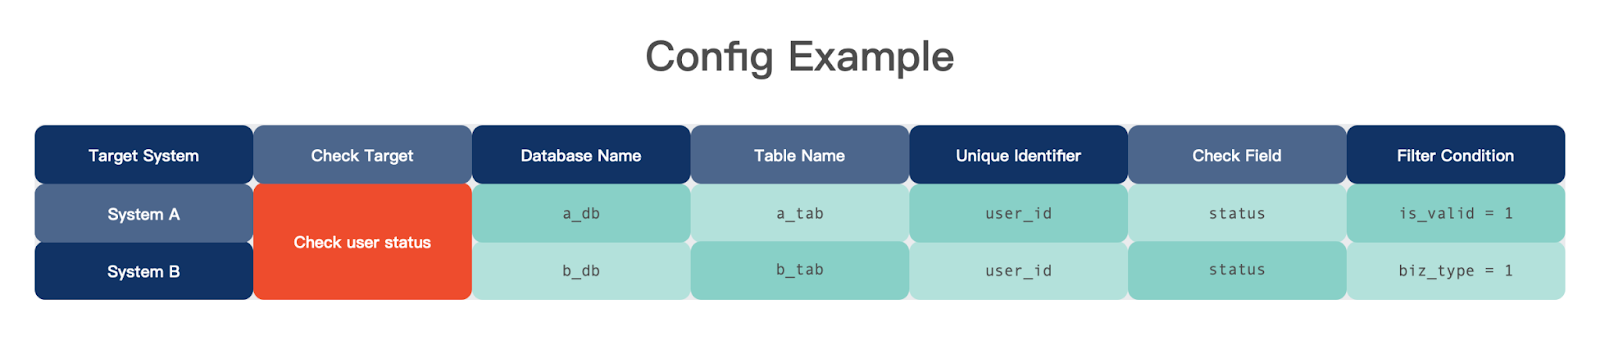 Config Example
Target System Check Target Database Name Table Name Unique Identifier Check Field Filter Condition
System A a_db a_tab user_id status is_valid = 1
Check user status
System B b_db b_tab user_id status biz_type = 1